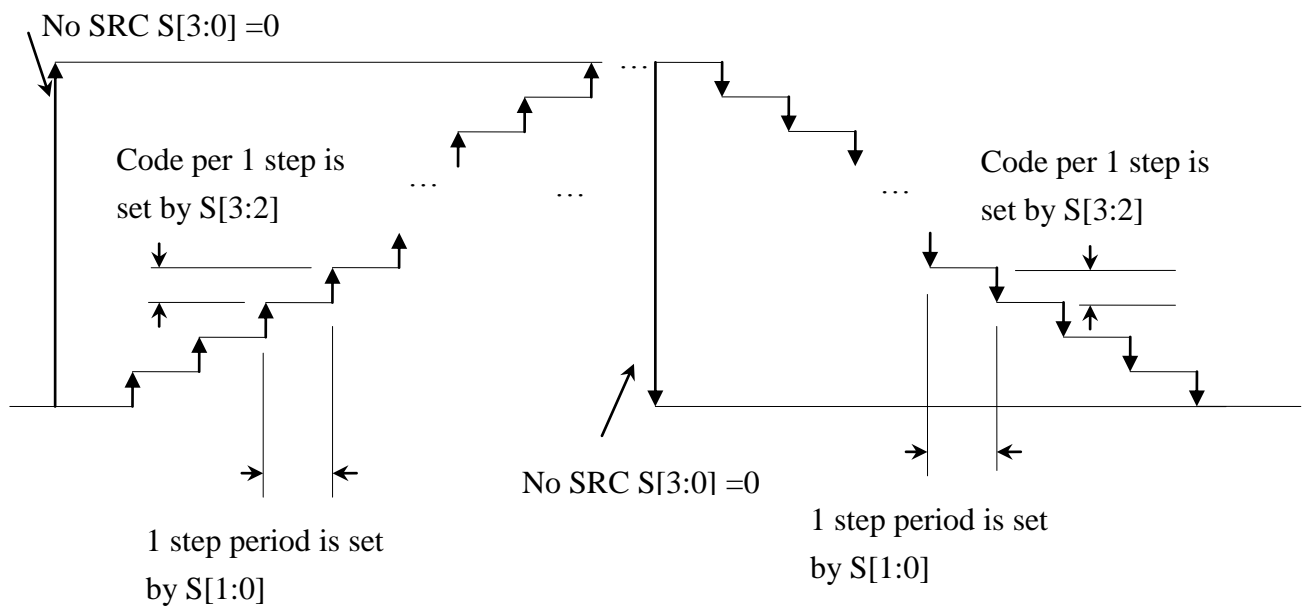 No SRC S[3:0] =0
...
...
...
...
Code per 1 step is
set by S[3:2]
Code per 1 step is
set by S[3:2]
No SRC S[3:0] =0
1 step period is set
by S[1:0]
1 step period is set
by S[1:0]